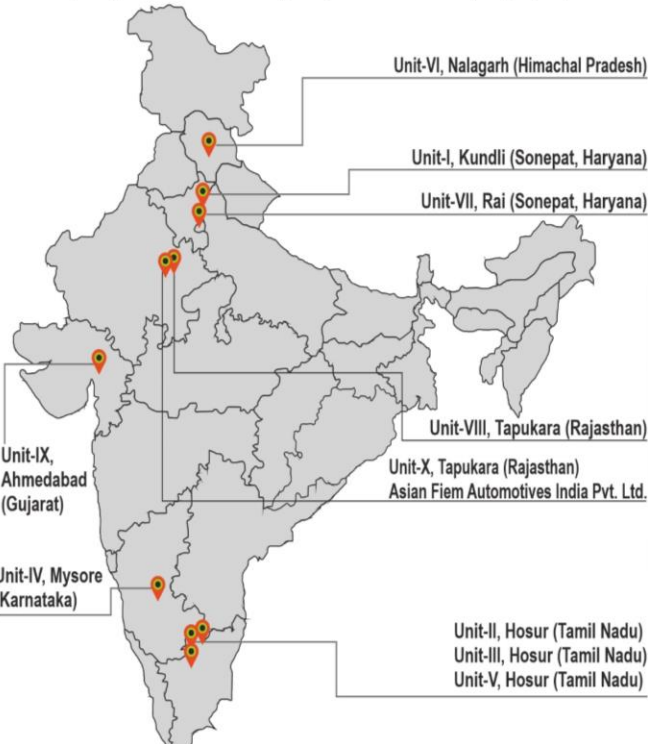 Unit-VI, Nalagarh (Himachal Pradesh)
Unit-I, Kundli (Sonepat, Haryana)
Unit-VII, Rai (Sonepat, Haryana)
Unit-VIII, Tapukara (Rajasthan)
Unit-X, Tapukara (Rajasthan)
Asian Fiem Automotives India Pvt. Ltd.
Unit-IX,
Ahmedabad
(Gujarat)
Unit-IV, Mysore
Karnataka)
Unit-II, Hosur (Tamil Nadu)
Unit-III, Hosur (Tamil Nadu)
Unit-V, Hosur (Tamil Nadu)